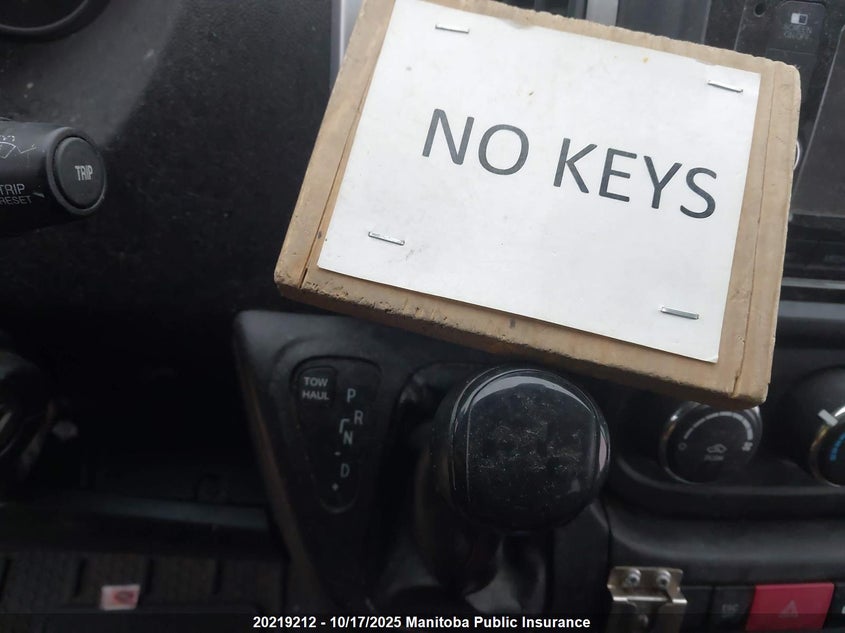 NO KEYS
TRIP
TRIP
RESET
TOW
HAUL
P
R
N
-
D
+
20219212 - 10/17/2025 Manitoba Public Insurance